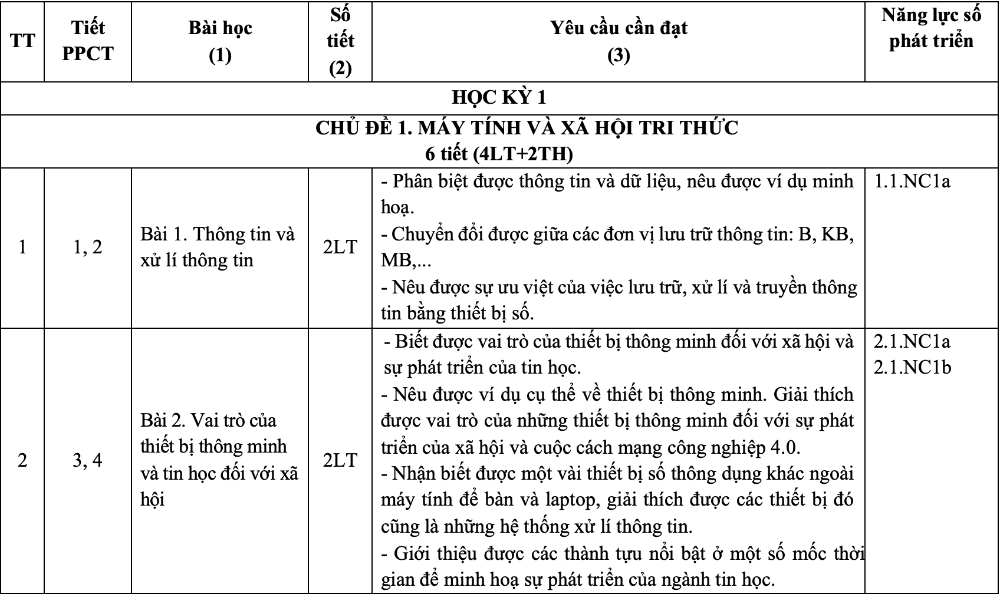 TT
Tiết
PPCT
Bài học
(1)
Số
tiết
(2)
Yêu cầu cần đạt
(3)
Năng lực số
phát triển
HỌC KỲ 1
CHỦ ĐỀ 1. MÁY TÍNH VÀ XÃ HỘI TRI THỨC
6 tiết (4LT+2TH)
1
1, 2
Bài 1. Thông tin và
xử lí thông tin
2LT
- Phân biệt được thông tin và dữ liệu, nêu được ví dụ minh
hoạ.
- Chuyển đổi được giữa các đơn vị lưu trữ thông tin: B, KB,
MB,...
- Nêu được sự ưu việt của việc lưu trữ, xử lí và truyền thông
tin bằng thiết bị số.
1.1.NC1a
2
3, 4
Bài 2. Vai trò của
thiết bị thông minh
và tin học đối với xã
hội
2LT
- Biết được vai trò của thiết bị thông minh đối với xã hội và
sự phát triển của tin học.
- Nêu được ví dụ cụ thể về thiết bị thông minh. Giải thích
được vai trò của những thiết bị thông minh đối với sự phát
triển của xã hội và cuộc cách mạng công nghiệp 4.0.
- Nhận biết được một vài thiết bị số thông dụng khác ngoài
máy tính để bàn và laptop, giải thích được các thiết bị đó
cũng là những hệ thống xử lí thông tin.
- Giới thiệu được các thành tựu nổi bật ở một số mốc thời
gian để minh hoạ sự phát triển của ngành tin học.
2.1.NC1a
2.1.NC1b